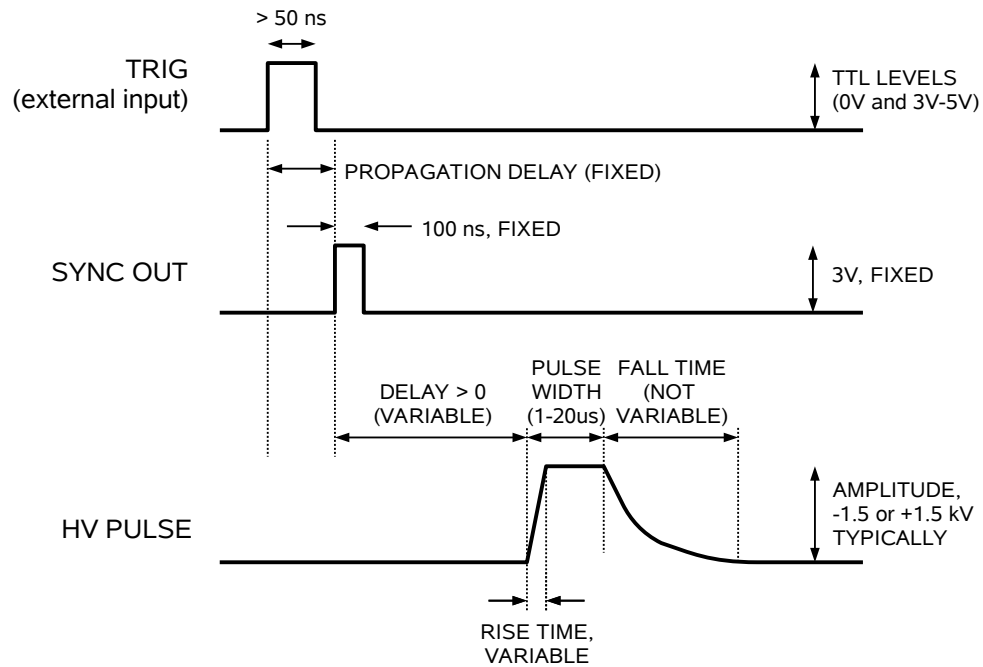 > 50 ns
TRIG
(external input)
TTL LEVELS
(0V and 3V-5V)
PROPAGATION DELAY (FIXED)
100 ns, FIXED
SYNC OUT
3V, FIXED
DELAY > 0
(VARIABLE)
PULSE
WIDTH
(1-20us)
FALL TIME
(NOT
VARIABLE)
HV PULSE
AMPLITUDE,
-1.5 or +1.5 kV
TYPICALLY
RISE TIME,
VARIABLE